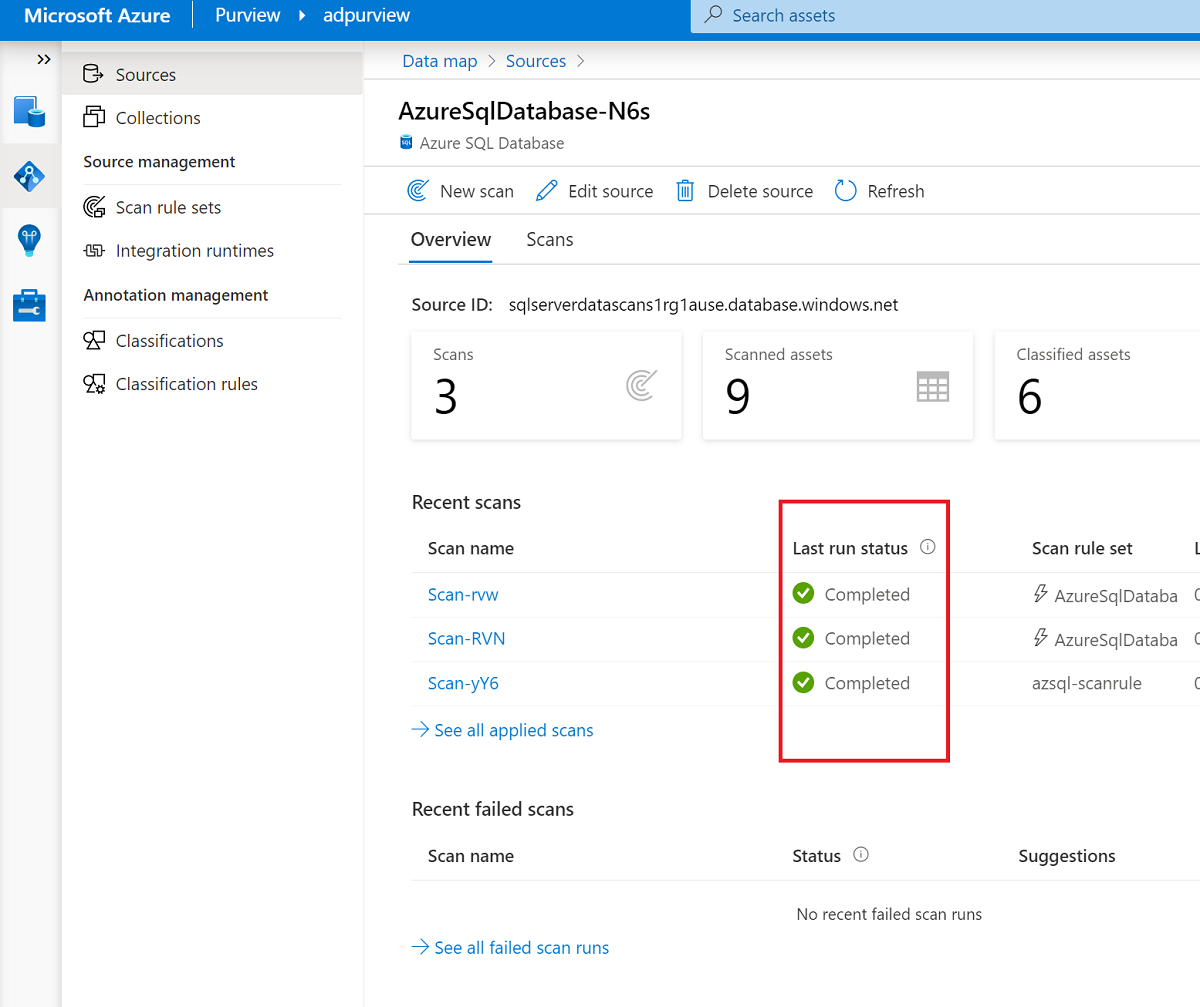 Microsoft Azure
Purview
adpurview
Search assets
Sources
Collections
Source management
Scan rule sets
Integration runtimes
Annotation management
Classifications
Classification rules
Data map > Sources >
AzureSqlDatabase-N6s
SQL Azure SQL Database
New scan Edit source Delete source Refresh
Overview Scans
Source ID: sqlserverdatascans1rg1ause.database.windows.net
Scans Scanned assets Classified assets
3 9 6
Recent scans
Scan name Last run status Scan rule set
Scan-rvw Completed AzureSqlDataba
Scan-RVN Completed AzureSqlDataba
Scan-yY6 Completed azsql-scanrule
See all applied scans
Recent failed scans
Scan name Status Suggestions
No recent failed scan runs
See all failed scan runs